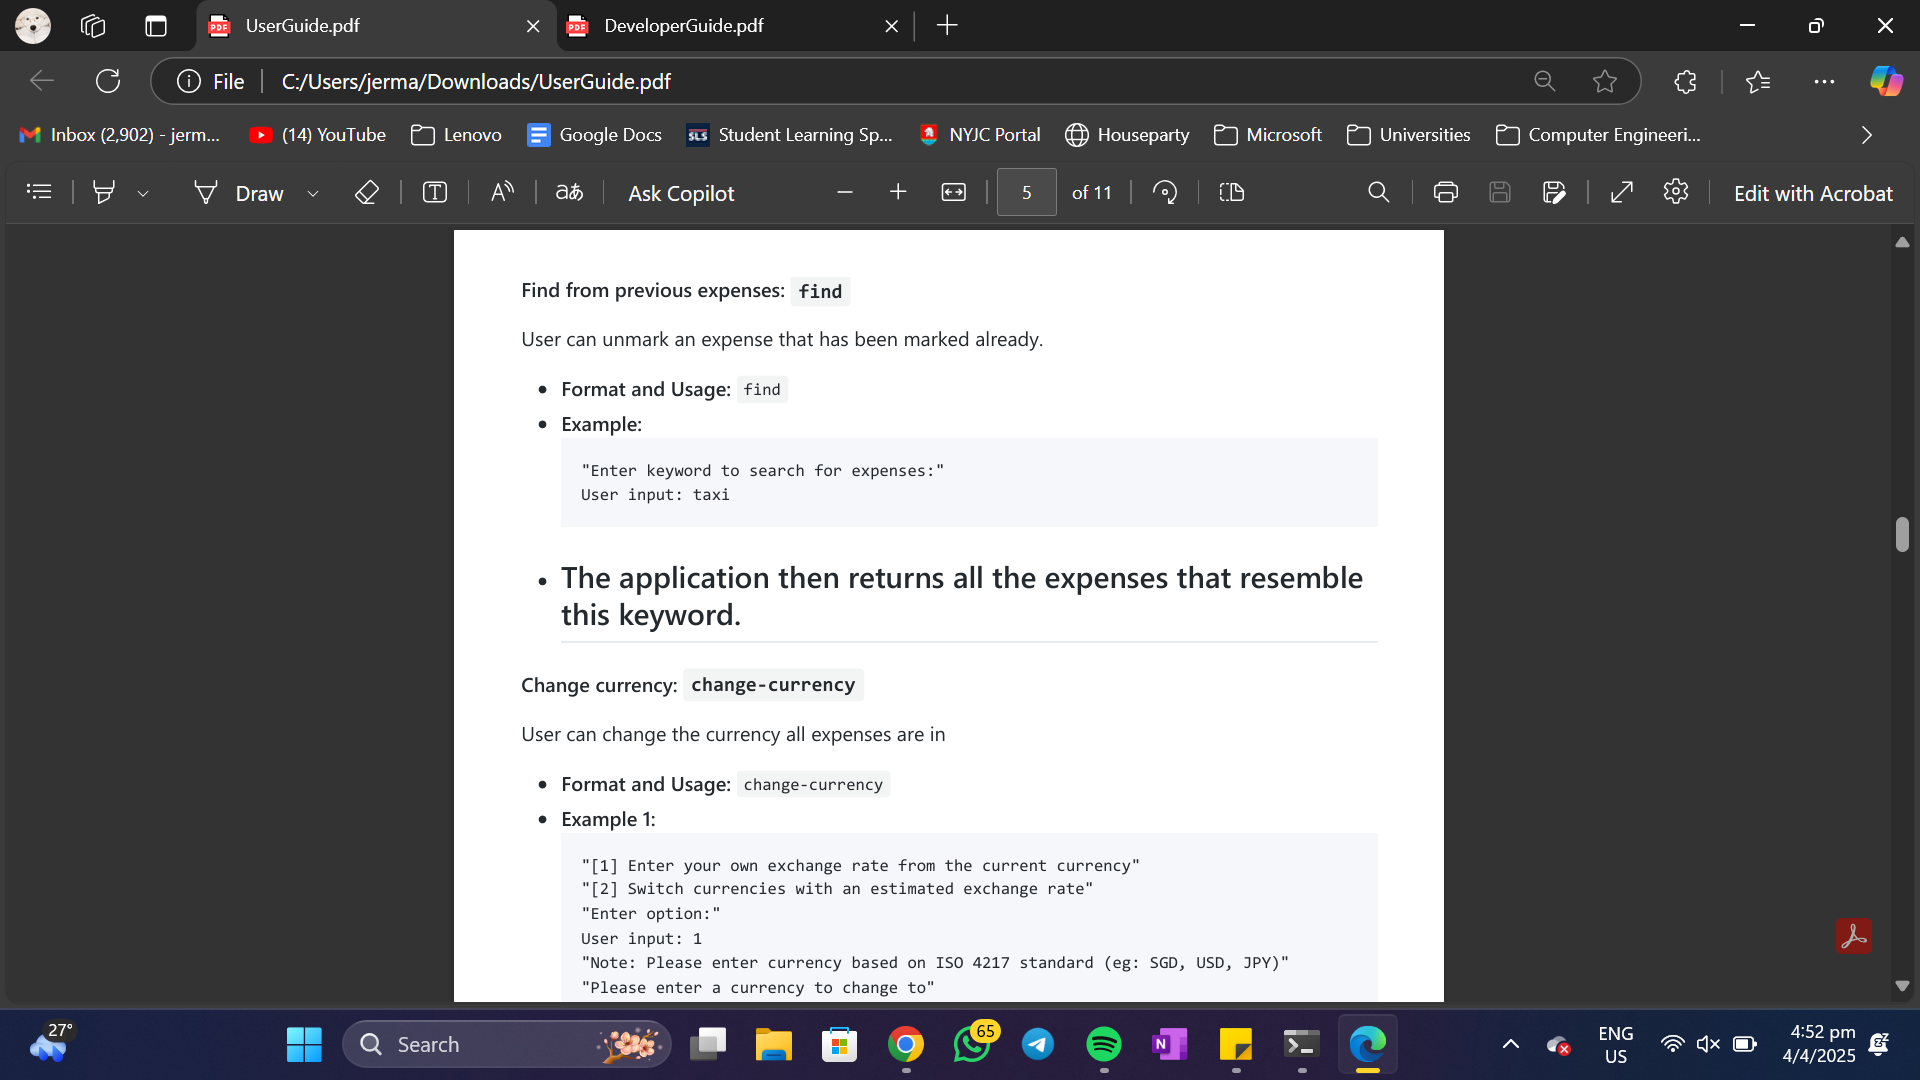 UserGuide.pdf
DeveloperGuide.pdf
File
C:/Users/jerma/Downloads/UserGuide.pdf
Inbox (2,902) - jerm...
(14) YouTube
Lenovo
Google Docs
SLS
Student Learning Sp...
NYJC Portal
Houseparty
Microsoft
Universities
Computer Engineeri...
Draw
Ask Copilot
5
of 11
Edit with Acrobat
Find from previous expenses: find
User can unmark an expense that has been marked already.
• Format and Usage: find
• Example:
"Enter keyword to search for expenses:"
User input: taxi
• The application then returns all the expenses that resemble
this keyword.
Change currency: change-currency
User can change the currency all expenses are in
• Format and Usage: change-currency
• Example 1:
"[1] Enter your own exchange rate from the current currency"
"[2] Switch currencies with an estimated exchange rate"
"Enter option:"
User input: 1
"Note: Please enter currency based on ISO 4217 standard (eg: SGD, USD, JPY)"
"Please enter a currency to change to"
27°
Search
65
ENG
US
4:52 pm
4/4/2025